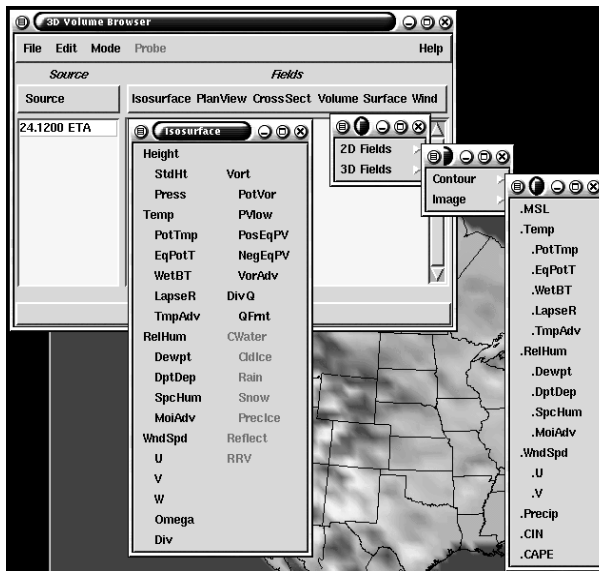 3D Volume Browser
File Edit Mode Probe Help
Source Fields
Source Isosurface PlanView CrossSect Volume Surface Wind
24.1200 ETA
Isosurface
Height
StdHt Vort
Press PotVor
Temp PVlow
PotTmp PosEqPV
EqPotT NegEqPV
WetBT VorAdv
LapseR DivQ
TmpAdv QFrnt
RelHum CWater
Dewpt CldIce
DptDep Rain
SpcHum Snow
MoiAdv PrecIce
WndSpd Reflect
U RRV
V
W
Omega
Div
2D Fields
3D Fields
Contour
Image
.MSL
.Temp
.PotTmp
.EqPotT
.WetBT
.LapseR
.TmpAdv
.RelHum
.Dewpt
.DptDep
.SpcHum
.MoiAdv
.WndSpd
.U
.V
.Precip
.CIN
.CAPE